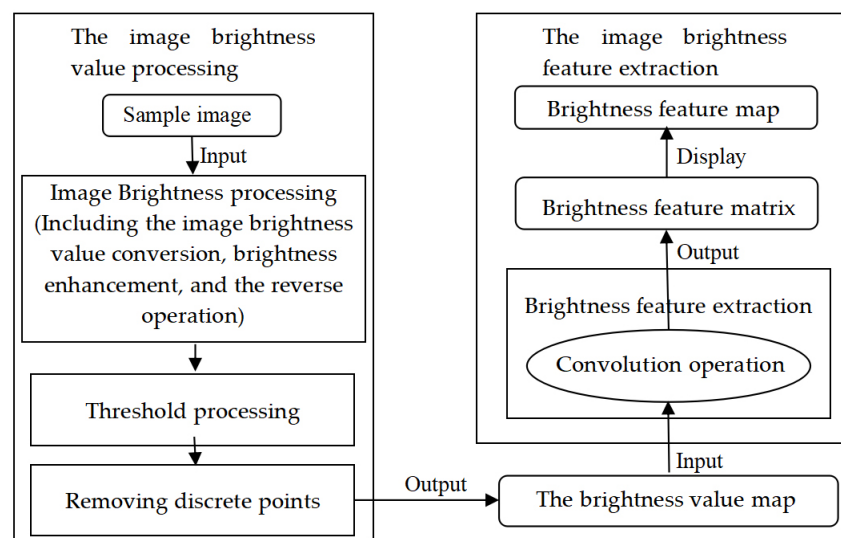 The image brightness
value processing
Sample image
Input
Image Brightness processing
(Including the image brightness
value conversion, brightness
enhancement, and the reverse
operation)
Threshold processing
Removing discrete points
Output
The brightness value map
Input
The image brightness
feature extraction
Brightness feature map
Display
Brightness feature matrix
Output
Brightness feature extraction
Convolution operation